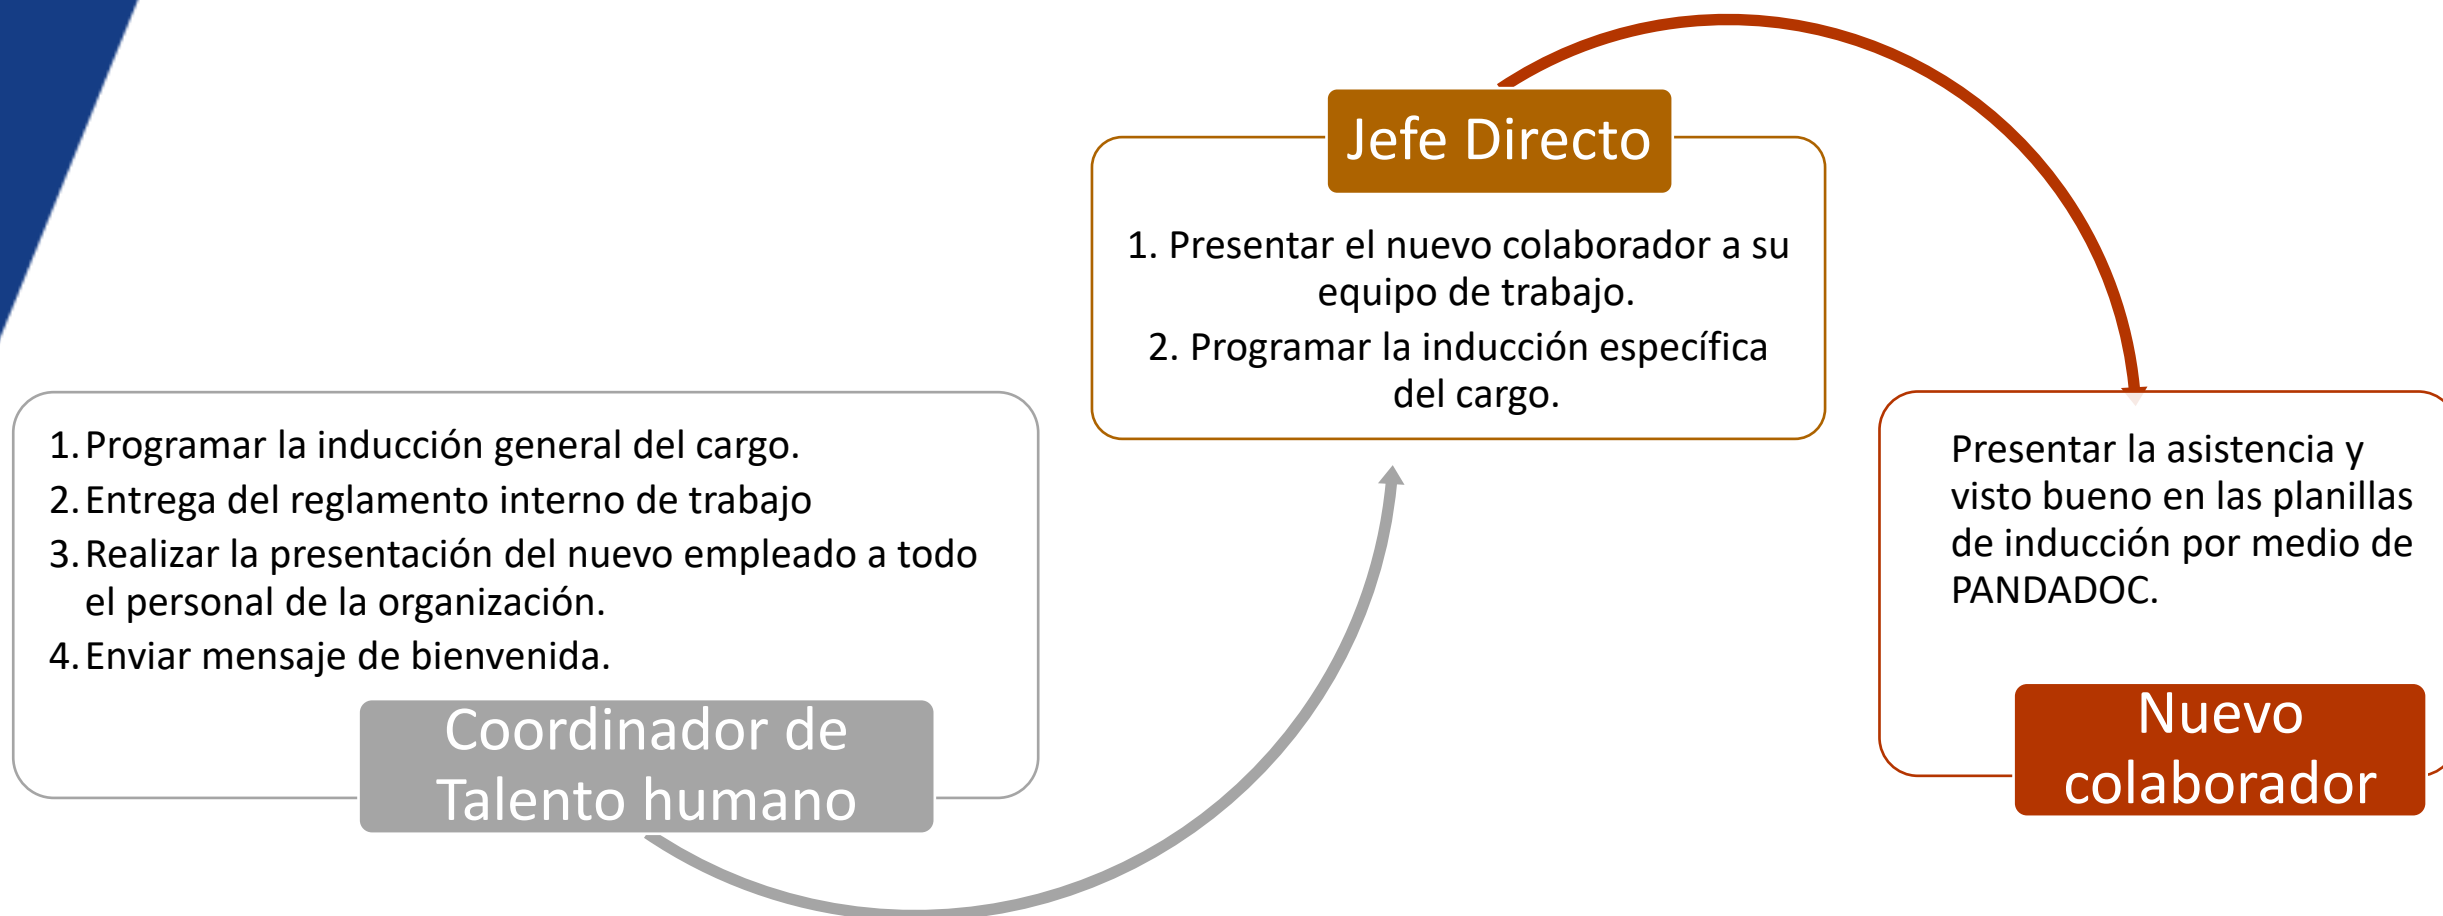 1. Programar la inducción general del cargo.
2. Entrega del reglamento interno de trabajo
3. Realizar la presentación del nuevo empleado a todo
el personal de la organización.
4. Enviar mensaje de bienvenida.
Coordinador de
Talento humano
Jefe Directo
1. Presentar el nuevo colaborador a su
equipo de trabajo.
2. Programar la inducción específica
del cargo.
Presentar la asistencia y
visto bueno en las planillas
de inducción por medio de
PANDADOC.
Nuevo
colaborador